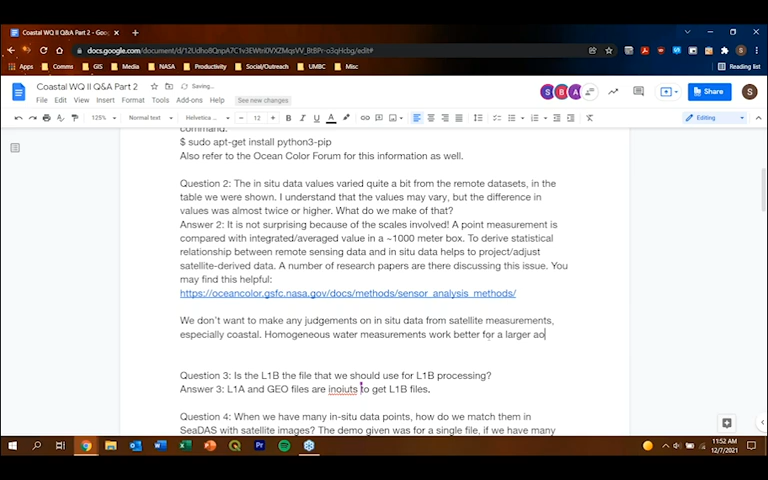 Coastal WQ II Q&A Part 2 - Goo
docs.google.com/document/d/
Apps Comms GIS Media NASA Productivity Social/Outreach UMBC Misc Reading list
Coastal WQ II Q&A Part 2 Saving...
File Edit View Insert Format Tools Add-ons Help See new changes
Share
S
125% Normal text Helvetica ... 12 Editing
command:
$ sudo apt-get install python3-pip
Also refer to the Ocean Color Forum for this information as well.
Question 2: The in situ data values varied quite a bit from the remote datasets, in the
table we were shown. I understand that the values may vary, but the difference in
values was almost twice or higher. What do we make of that?
Answer 2: It is not surprising because of the scales involved! A point measurement is
compared with integrated/averaged value in a ~1000 meter box. To derive statistical
relationship between remote sensing data and in situ data helps to project/adjust
satellite-derived data. A number of research papers are there discussing this issue. You
may find this helpful:
https://oceancolor.gsfc.nasa.gov/docs/methods/sensor_analysis_methods/
We don't want to make any judgements on in situ data from satellite measurements,
especially coastal. Homogeneous water measurements work better for a larger ao
Question 3: Is the L1B the file that we should use for L1B processing?
Answer 3: L1A and GEO files are inoiuts to get L1B files.
Question 4: When we have many in-situ data points, how do we match them in
SeaDAS with satellite images? The demo given was for a single file, if we have many
11:52 AM
12/7/2021